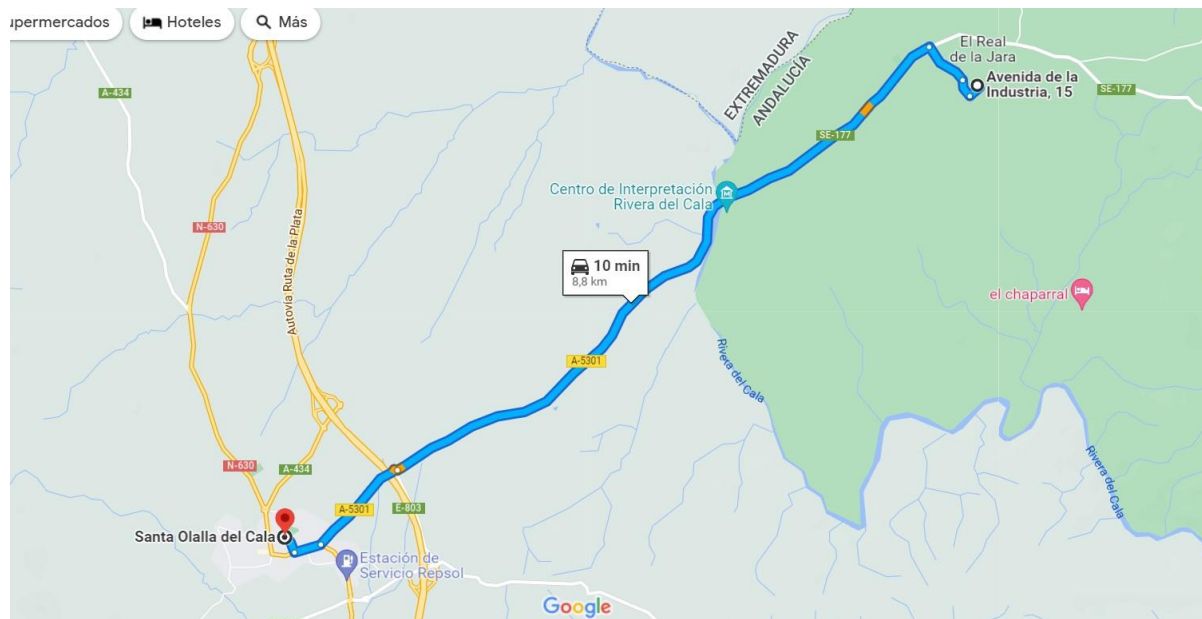 upermercados
Hoteles
Más
El Real
de la Jara
EXTREMADURA
ANDALUCÍA
Avenida de la
Industria, 15
A-434
SE-177
SE-177
Centro de Interpretación
Rivera del Cala
N-630
Autovía Ruta de la Plata
10 min
8,8 km
el chaparral
A-5301
Rivera del Cala
N-630
A-434
Rivera del Cala
A-5301
E-803
Santa Olalla del Cala
Estación de
Servicio Repsol
Google